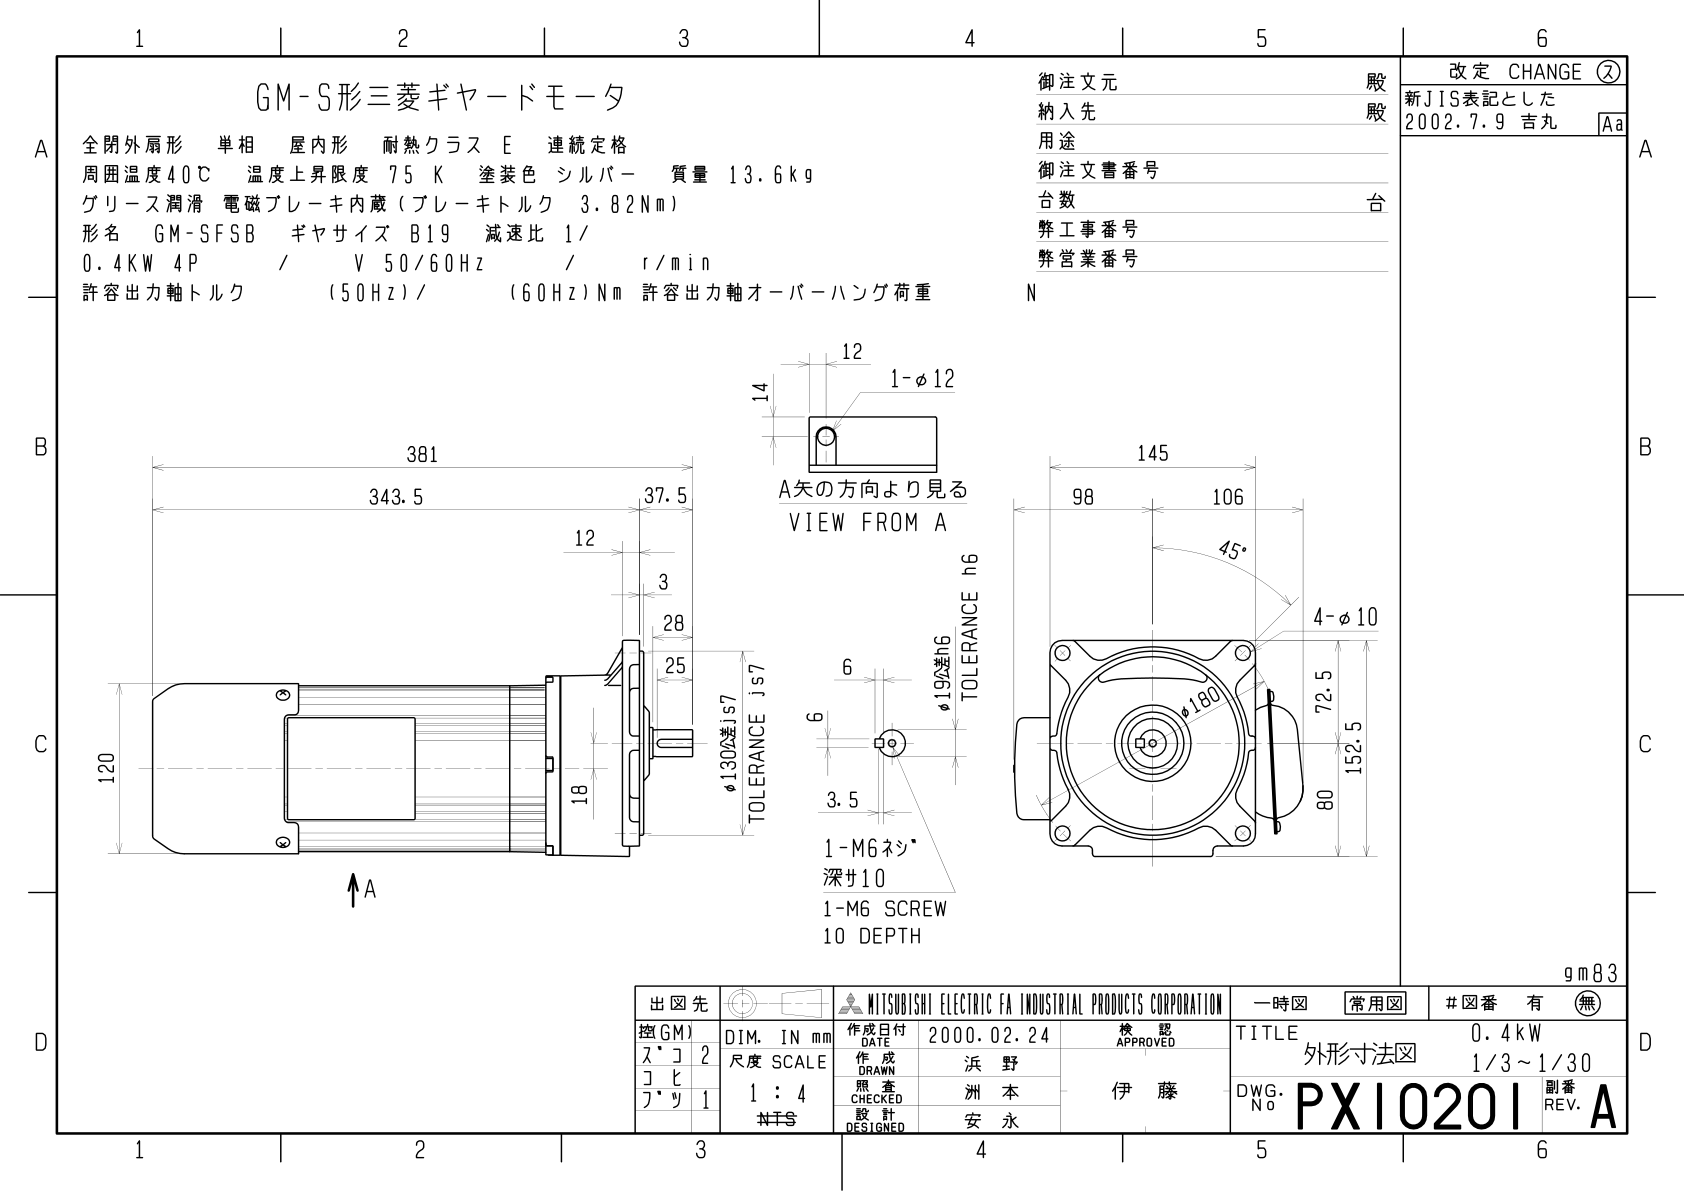 1 2 3 4 5 6
GM-S形三菱ギヤードモータ
全閉外扇形 単相 屋内形 耐熱クラス E 連続定格
周囲温度40℃ 温度上昇限度 75 K 塗装色 シルバー 質量 13.6kg
グリース潤滑 電磁ブレーキ内蔵(ブレーキトルク 3.82Nm)
形名 GM-SFSB ギヤサイズ B19 減速比 1/
0.4KW 4P / V 50/60Hz / r/min
許容出力軸トルク (50Hz)/ (60Hz)Nm 許容出力軸オーバーハング荷重 N
御注文元 殿
納入先 殿
用途
御注文書番号
台数 台
弊工事番号
弊営業番号
改定 CHANGE ス
新JIS表記とした
2002.7.9 吉丸 Aa
A A
B B
C C
D D
12
14
1-φ12
A矢の方向より見る
VIEW FROM A
381
343.5 37.5
12
3
28
25
120
18
φ130公差js7
TOLERANCE js7
A
6
6
3.5
φ19公差h6
TOLERANCE h6
1-M6ネジ
深サ10
1-M6 SCREW
10 DEPTH
145
98 106
45°
4-φ10
φ180
72.5
152.5
80
gm83
出図先
控(GM)
ズコ 2
コヒ
ブツ 1
DIM. IN mm
尺度 SCALE
1 : 4
NTS
MITSUBISHI ELECTRIC FA INDUSTRIAL PRODUCTS CORPORATION
作成日付 DATE 2000.02.24
作成 DRAWN 浜野
照査 CHECKED 洲本
設計 DESIGNED 安永
検認 APPROVED
伊藤
一時図 常用図 #図番 有 無
TITLE 0.4kW
外形寸法図 1/3~1/30
DWG. No PX10201 副番 REV. A
1 2 3 4 5 6